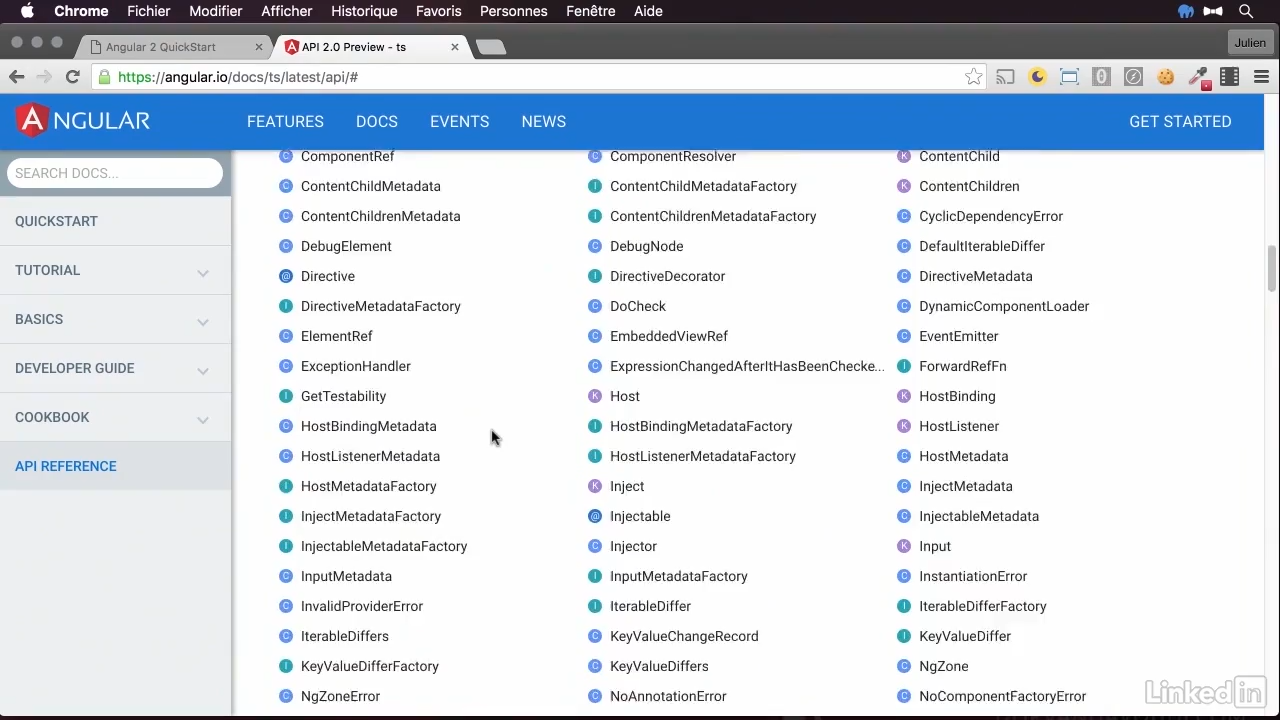 Chrome Fichier Modifier Afficher Historique Favoris Personnes Fenêtre Aide
Angular 2 QuickStart
API 2.0 Preview - ts
Julien
https://angular.io/docs/ts/latest/api/#
ANGULAR FEATURES DOCS EVENTS NEWS GET STARTED
SEARCH DOCS...
QUICKSTART
TUTORIAL
BASICS
DEVELOPER GUIDE
COOKBOOK
API REFERENCE
C ComponentRef C ComponentResolver K ContentChild
C ContentChildMetadata I ContentChildMetadataFactory K ContentChildren
C ContentChildrenMetadata I ContentChildrenMetadataFactory C CyclicDependencyError
C DebugElement C DebugNode C DefaultIterableDiffer
@ Directive I DirectiveDecorator C DirectiveMetadata
I DirectiveMetadataFactory C DoCheck C DynamicComponentLoader
C ElementRef C EmbeddedViewRef C EventEmitter
C ExceptionHandler C ExpressionChangedAfterItHasBeenChecke... I ForwardRefFn
I GetTestability K Host K HostBinding
C HostBindingMetadata I HostBindingMetadataFactory K HostListener
C HostListenerMetadata I HostListenerMetadataFactory C HostMetadata
I HostMetadataFactory K Inject C InjectMetadata
I InjectMetadataFactory @ Injectable C InjectableMetadata
I InjectableMetadataFactory C Injector K Input
C InputMetadata I InputMetadataFactory C InstantiationError
C InvalidProviderError I IterableDiffer I IterableDifferFactory
C IterableDiffers C KeyValueChangeRecord I KeyValueDiffer
I KeyValueDifferFactory C KeyValueDiffers C NgZone
C NgZoneError C NoAnnotationError C NoComponentFactoryError
Linked in